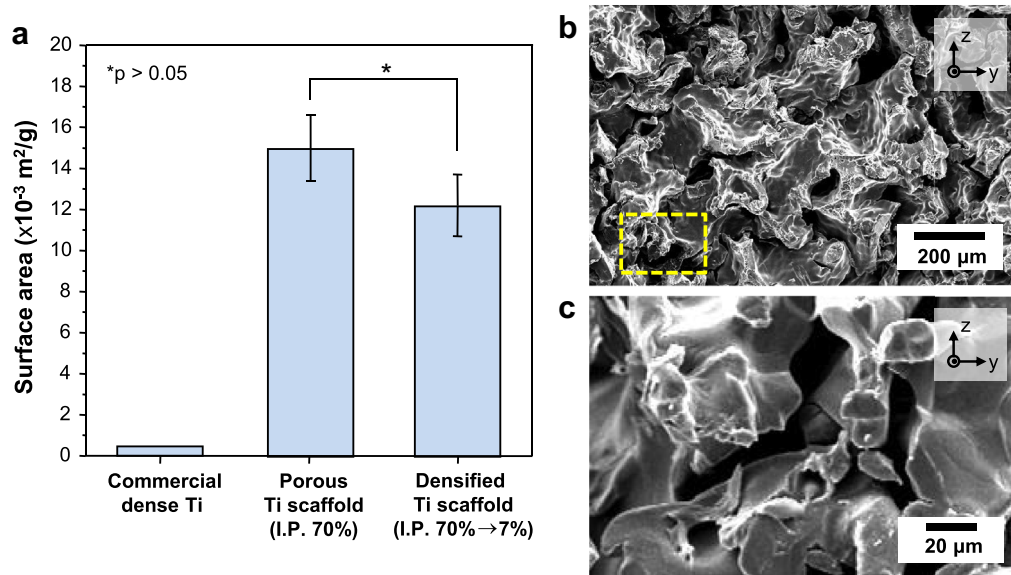 a
*p > 0.05
*
Surface area (×10⁻³ m²/g)
20
18
16
14
12
10
8
6
4
2
0
Commercial
dense Ti
Porous
Ti scaffold
(I.P. 70%)
Densified
Ti scaffold
(I.P. 70%→7%)
b
z
y
200 μm
c
z
y
20 μm